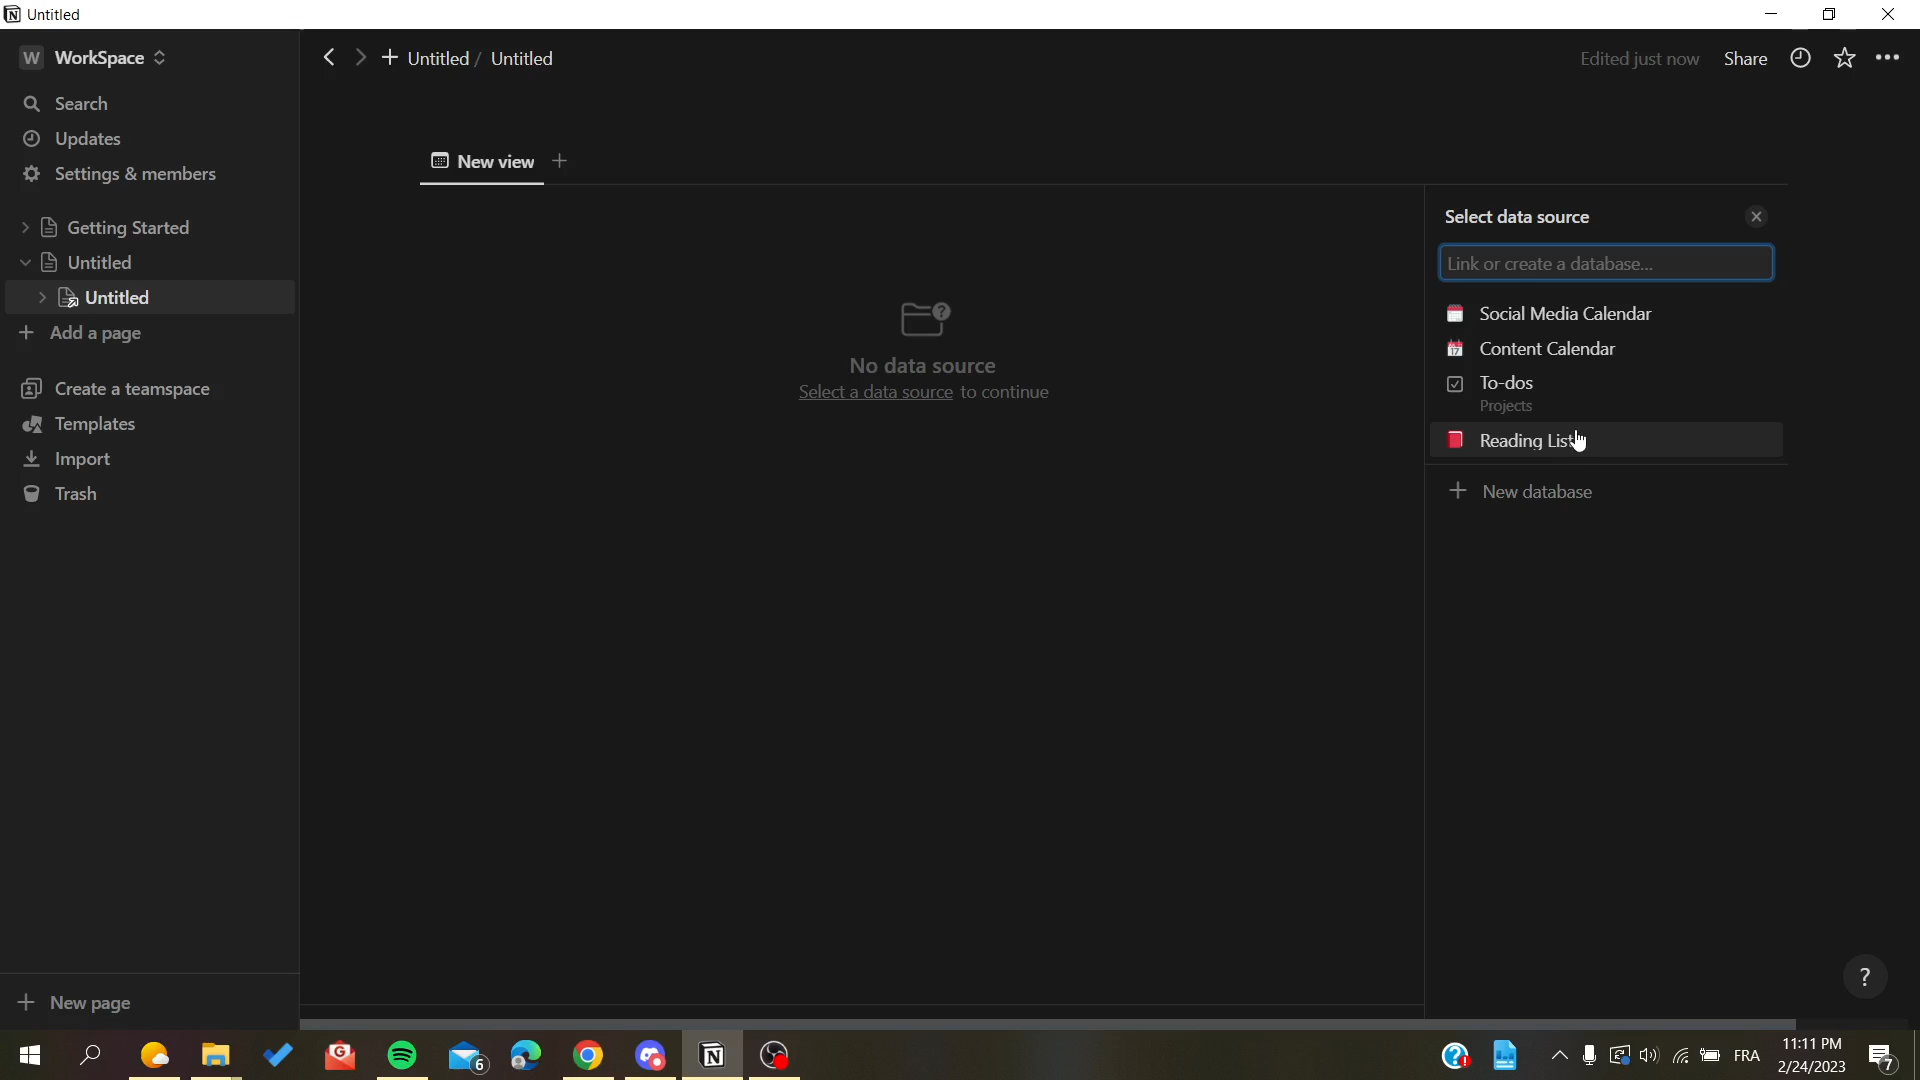 Untitled
W WorkSpace
Search
Updates
Settings & members
Getting Started
Untitled
Untitled
Add a page
Create a teamspace
Templates
Import
Trash
New page
Untitled / Untitled
Edited just now Share
New view
No data source
Select a data source to continue
Select data source
Link or create a database...
Social Media Calendar
17 Content Calendar
To-dos
Projects
Reading List
New database
?
6
FRA
11:11 PM
2/24/2023
7